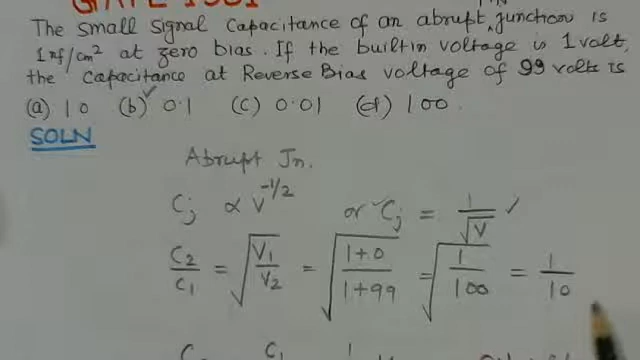 GATE 1991
The small signal capacitance of an abrupt junction is
1nf/cm² at zero bias. If the builtin voltage is 1 volt,
the capacitance at Reverse Bias voltage of 99 volts is
(a) 10 (b) 0.1 (c) 0.01 (d) 100.
SOLN
Abrupt Jn.
Cj ∝ V^-1/2 or Cj = 1/√V
C2/C1 = √(V1/V2) = √((1+0)/(1+99)) = √(1/100) = 1/10